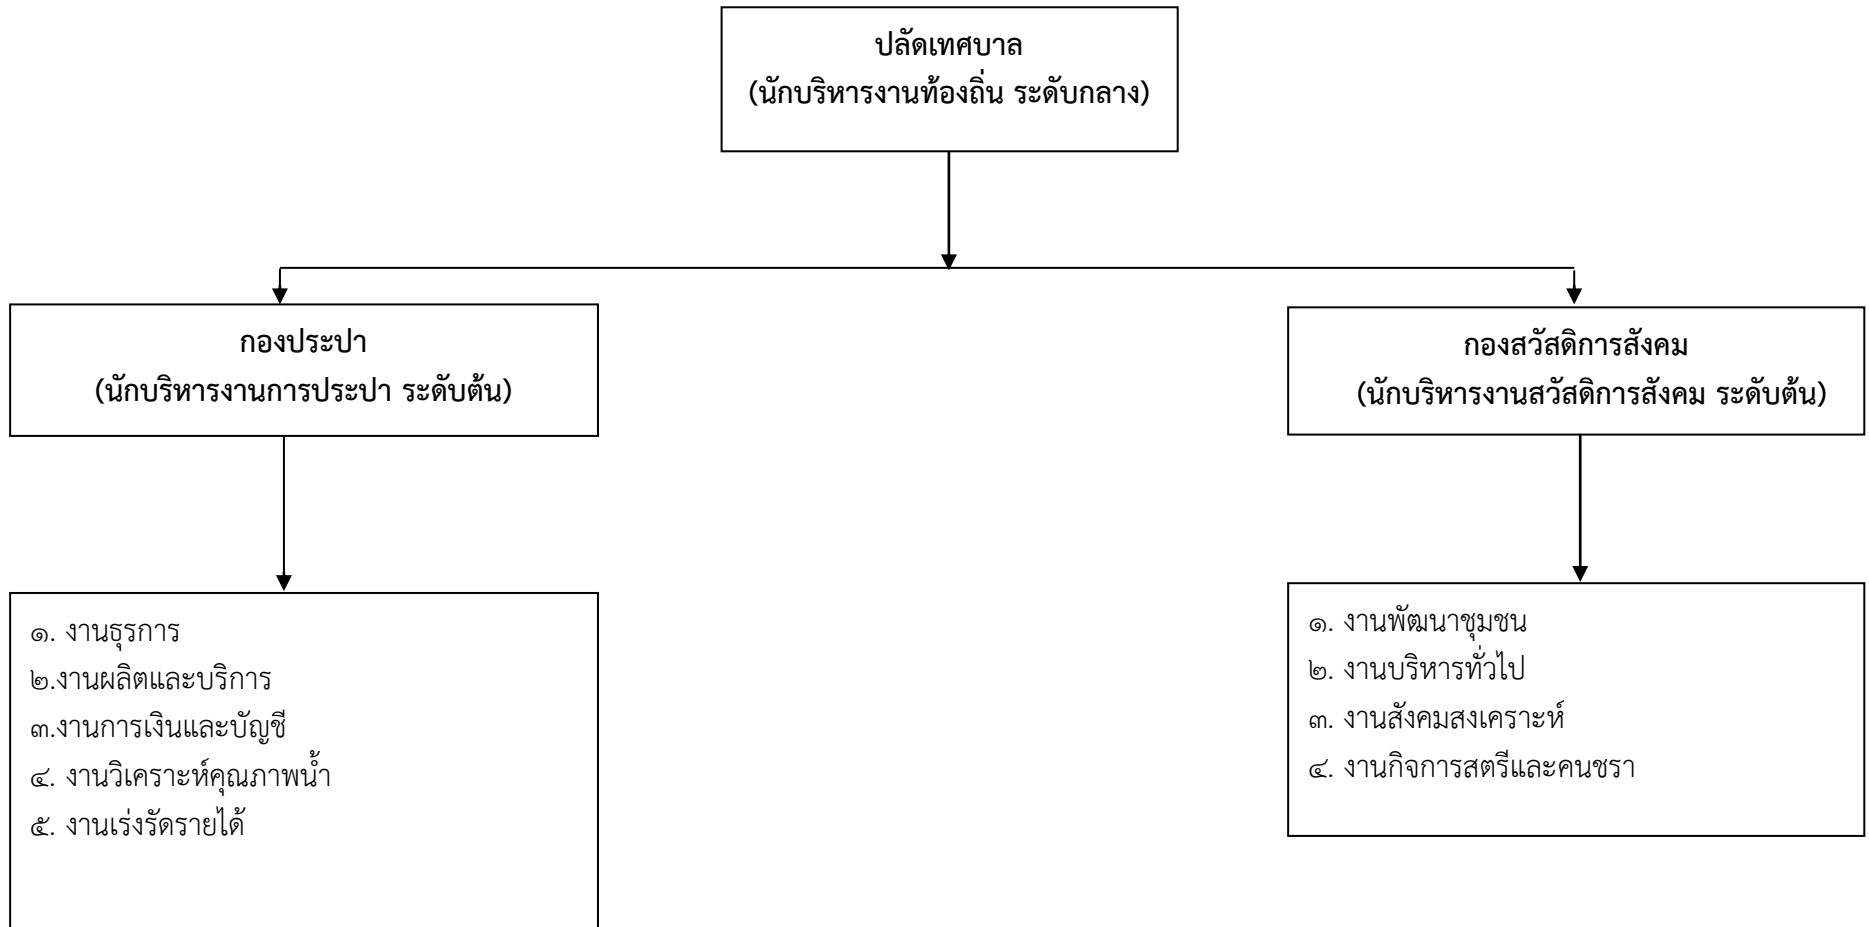 ปลัดเทศบาล
(นักบริหารงานท้องถิ่น ระดับกลาง)
กองประปา
(นักบริหารงานการประปา ระดับต้น)
กองสวัสดิการสังคม
(นักบริหารงานสวัสดิการสังคม ระดับต้น)
๑. งานธุรการ
๒.งานผลิตและบริการ
๓.งานการเงินและบัญชี
๔. งานวิเคราะห์คุณภาพน้ำ
๕. งานเร่งรัดรายได้
๑. งานพัฒนาชุมชน
๒. งานบริหารทั่วไป
๓. งานสังคมสงเคราะห์
๔. งานกิจการสตรีและคนชรา